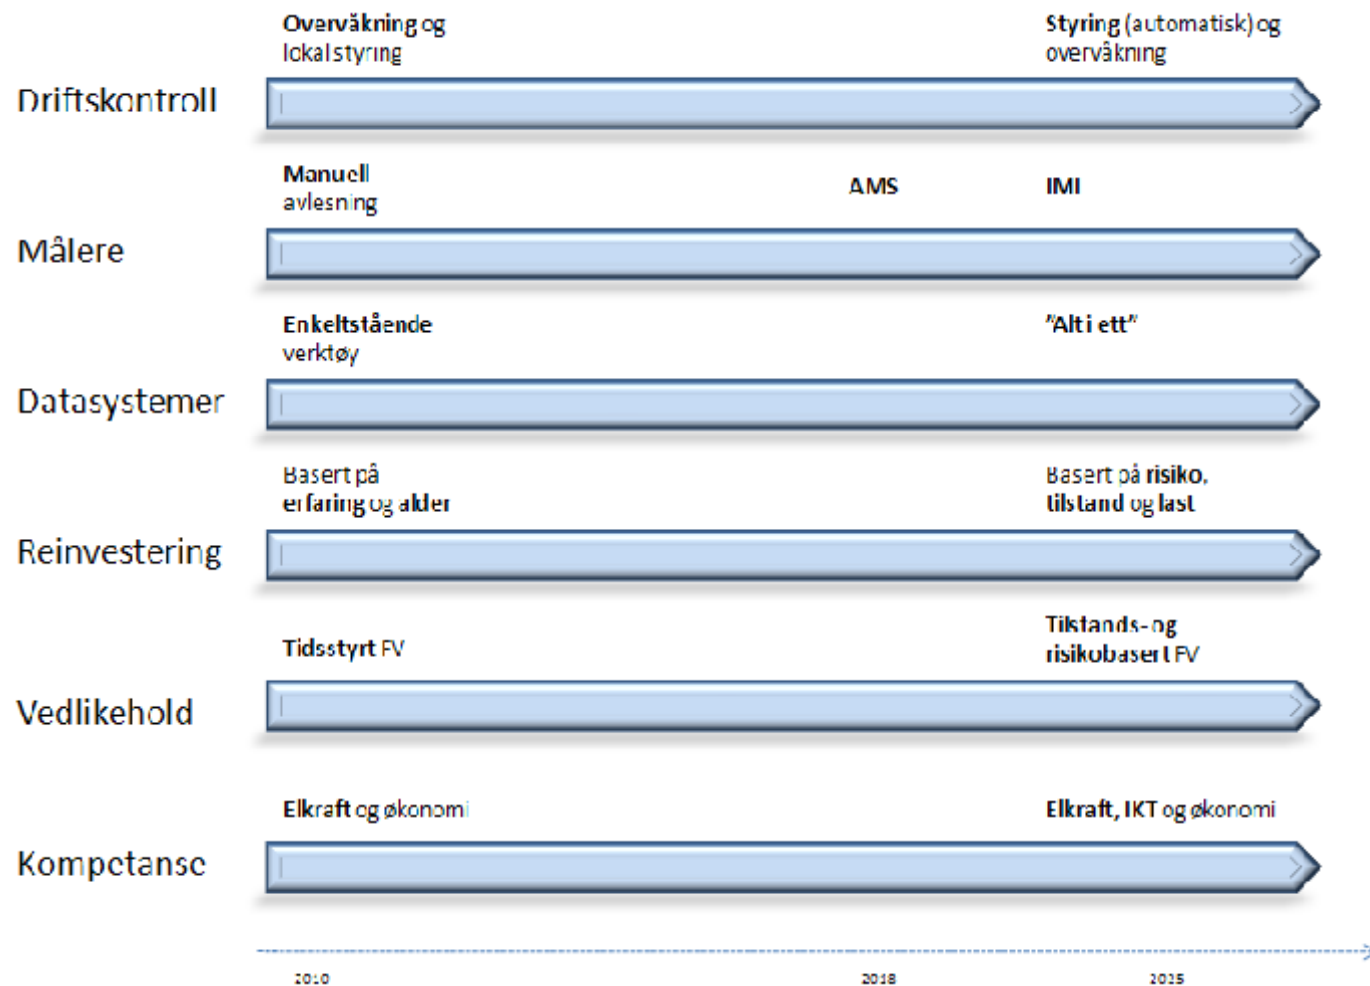 Overvåkning og
lokal styring
Styring (automatisk) og
overvåkning
Driftskontroll
Manuell
avlesning
AMS
IMI
Målere
Enkeltstående
verktøy
"Alt i ett"
Datasystemer
Basert på
erfaring og alder
Basert på risiko,
tilstand og last
Reinvestering
Tidsstyrt FV
Tilstands- og
risikobasert FV
Vedlikehold
Elkraft og økonomi
Elkraft, IKT og økonomi
Kompetanse
2010
2018
2025